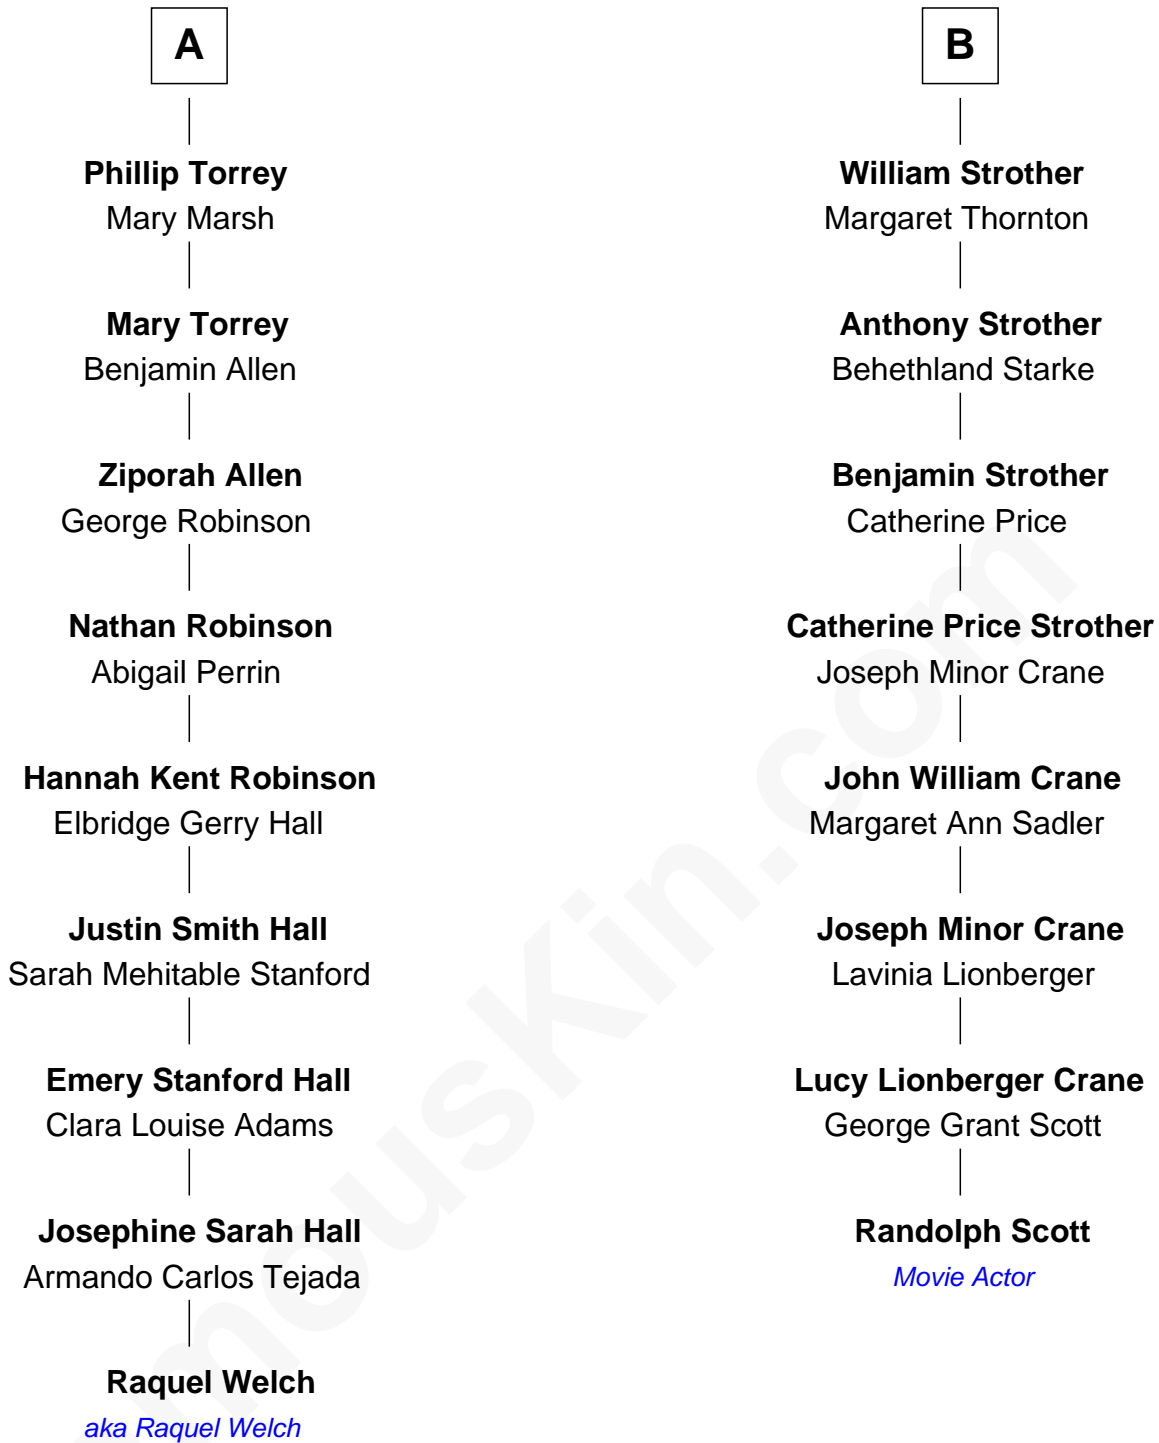 A
B
Phillip Torrey
Mary Marsh
William Strother
Margaret Thornton
Mary Torrey
Benjamin Allen
Anthony Strother
Behethland Starke
Ziporah Allen
George Robinson
Benjamin Strother
Catherine Price
Nathan Robinson
Abigail Perrin
Catherine Price Strother
Joseph Minor Crane
Hannah Kent Robinson
Elbridge Gerry Hall
John William Crane
Margaret Ann Sadler
Justin Smith Hall
Sarah Mehitable Stanford
Joseph Minor Crane
Lavinia Lionberger
Emery Stanford Hall
Clara Louise Adams
Lucy Lionberger Crane
George Grant Scott
Josephine Sarah Hall
Armando Carlos Tejada
Randolph Scott
Movie Actor
Raquel Welch
aka Raquel Welch
mousKin.com